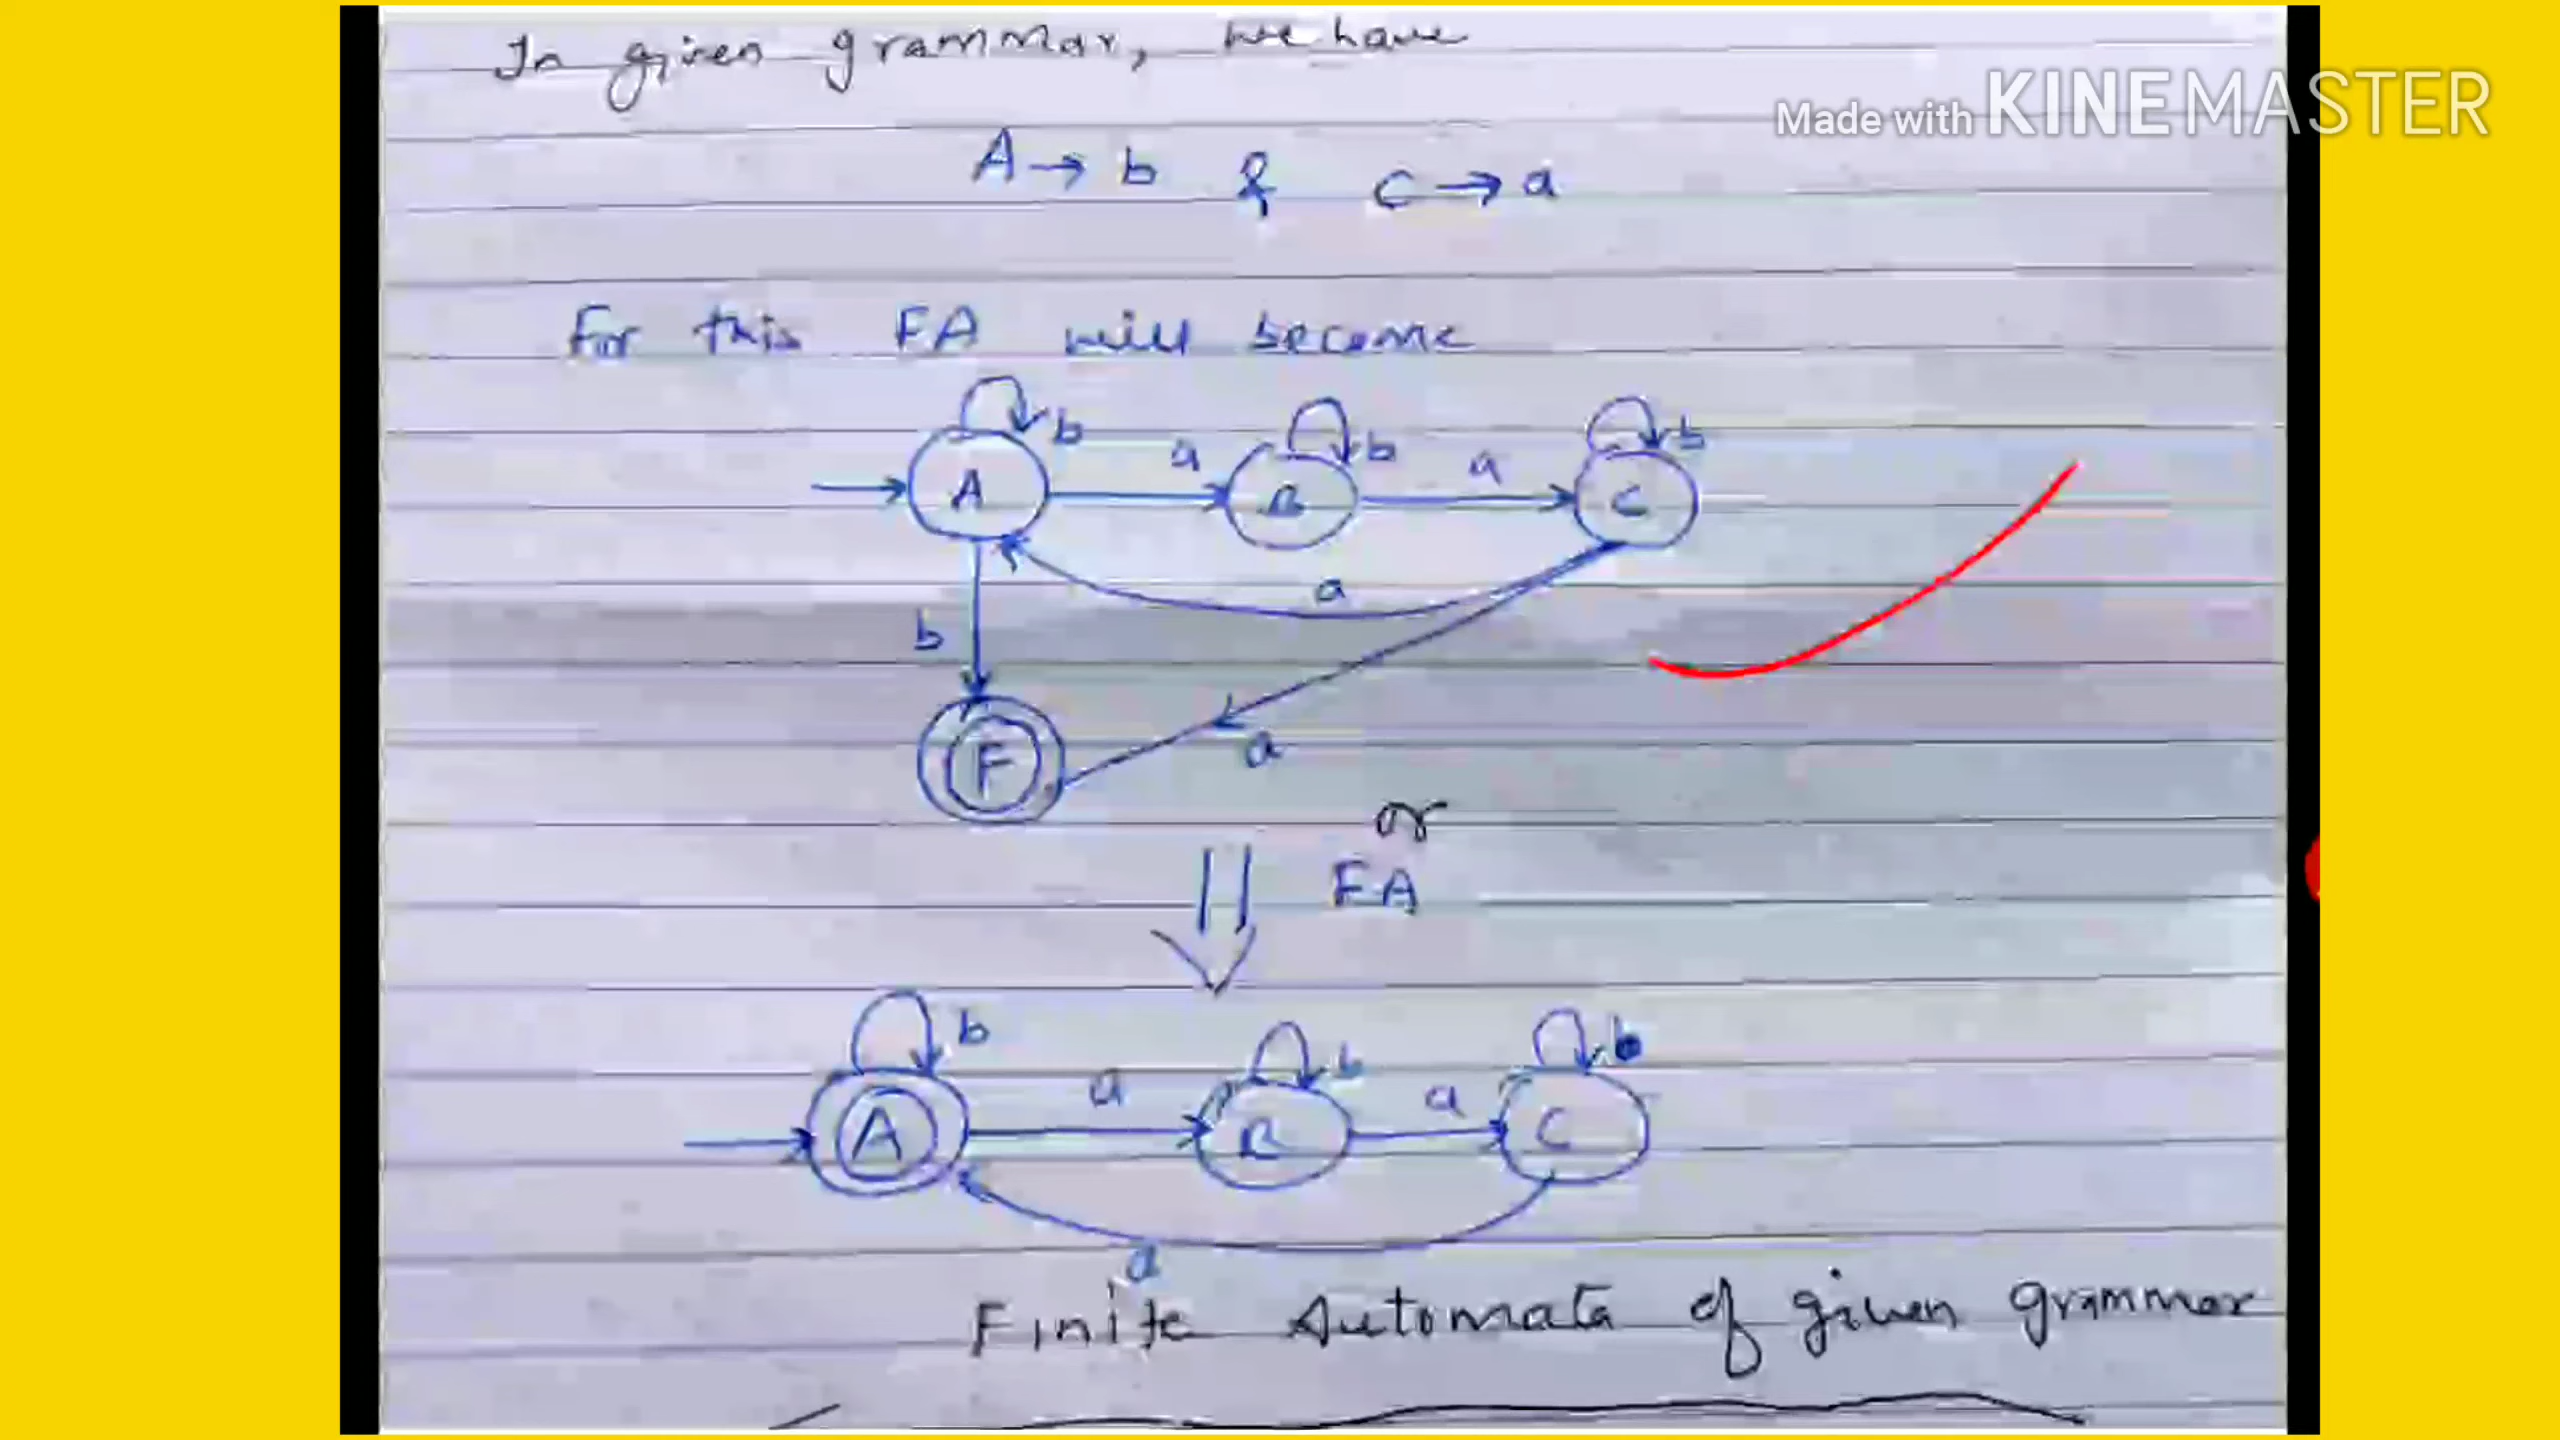 In given grammar, we have
Made with KINEMASTER
A → b & C → a
For this FA will become
b b b
a a
A B C
a
b
F
a
or
FA
b b b
a a
A B C
a
Finite Automata of given grammar